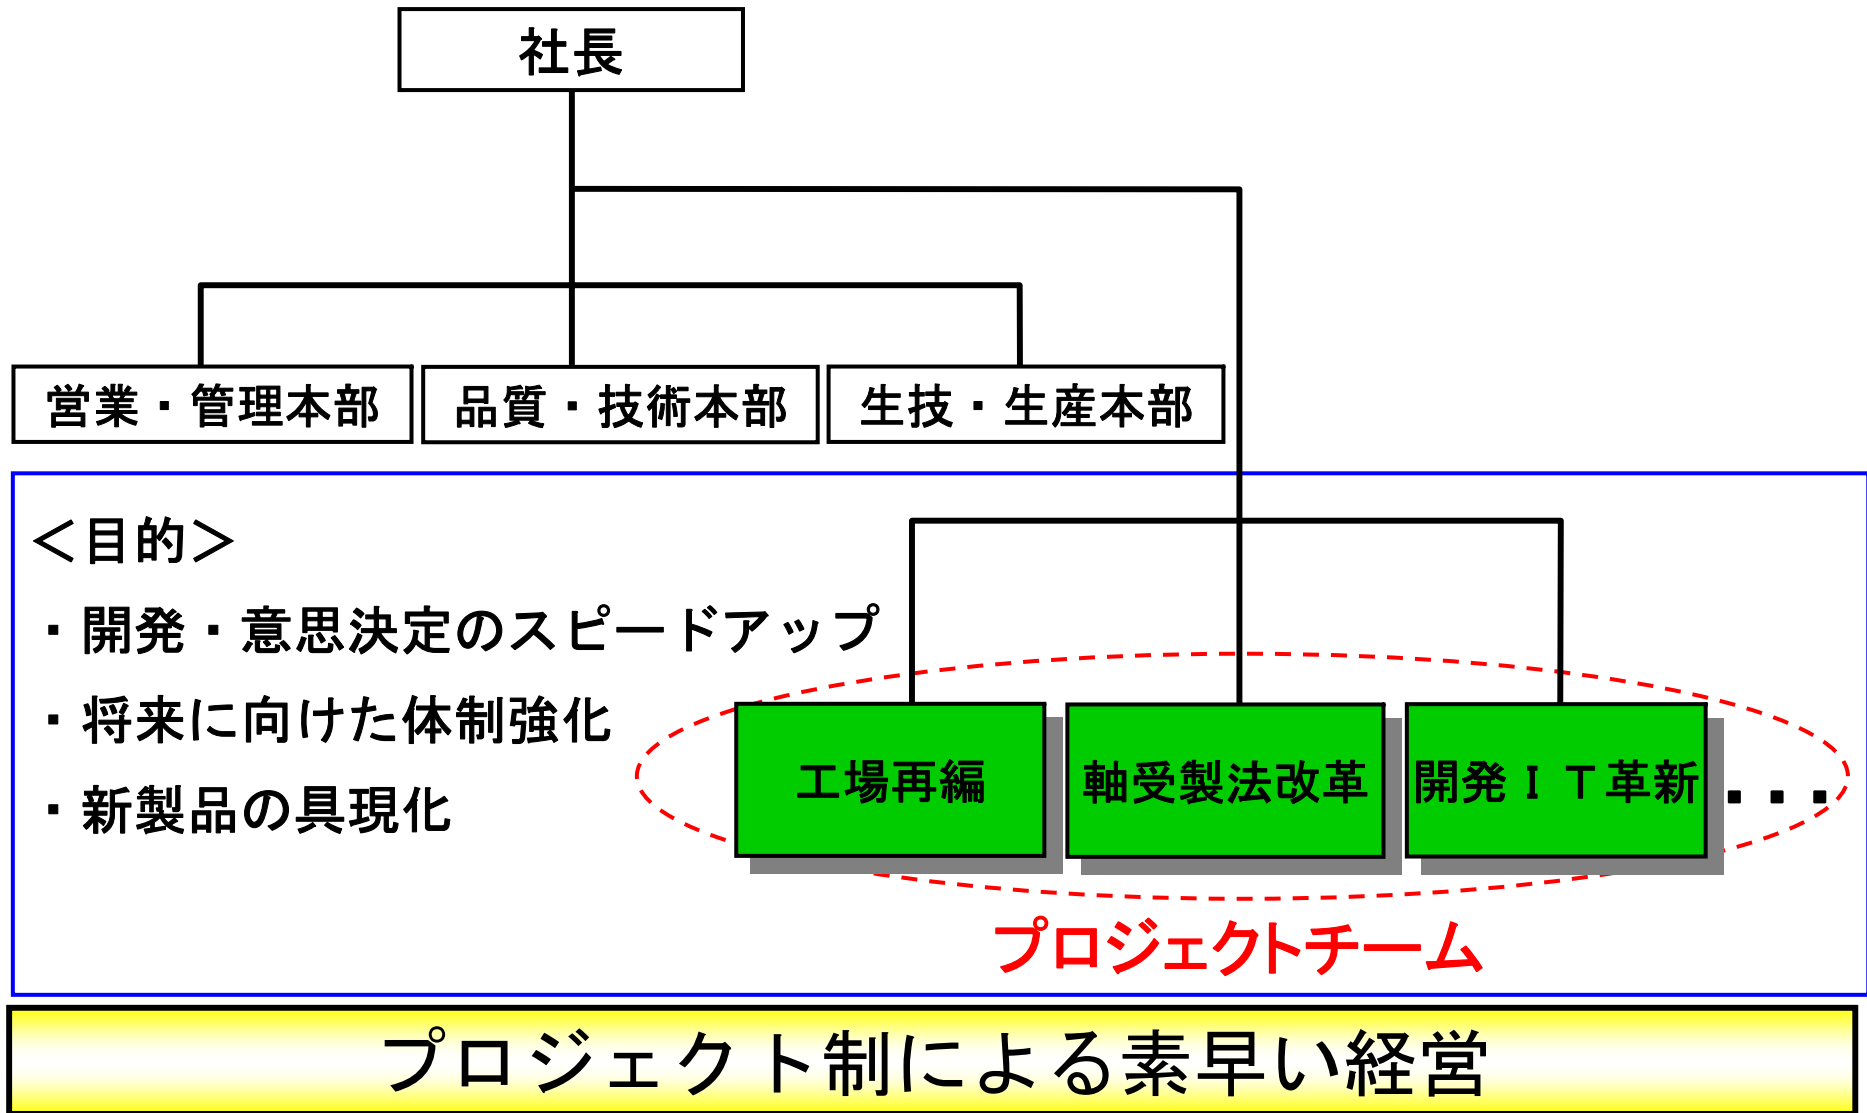 社長
営業・管理本部
品質・技術本部
生技・生産本部
＜目的＞
・開発・意思決定のスピードアップ
・将来に向けた体制強化
・新製品の具現化
工場再編
軸受製法改革
開発ＩＴ革新
・・・
プロジェクトチーム
プロジェクト制による素早い経営